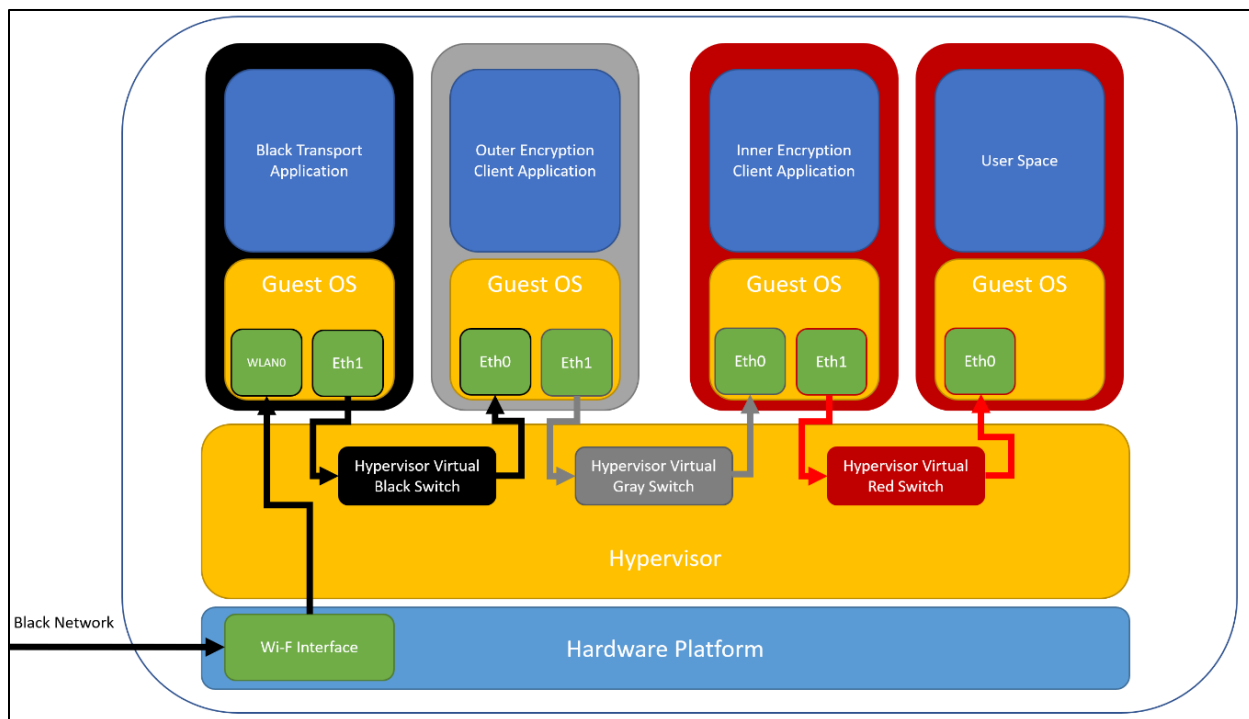 Black Transport
Application
Outer Encryption
Client Application
Inner Encryption
Client Application
User Space
Guest OS
Guest OS
Guest OS
Guest OS
WLAN0
Eth1
Eth0
Eth1
Eth0
Eth1
Eth0
Hypervisor Virtual
Black Switch
Hypervisor Virtual
Gray Switch
Hypervisor Virtual
Red Switch
Hypervisor
Black Network
Wi-F Interface
Hardware Platform